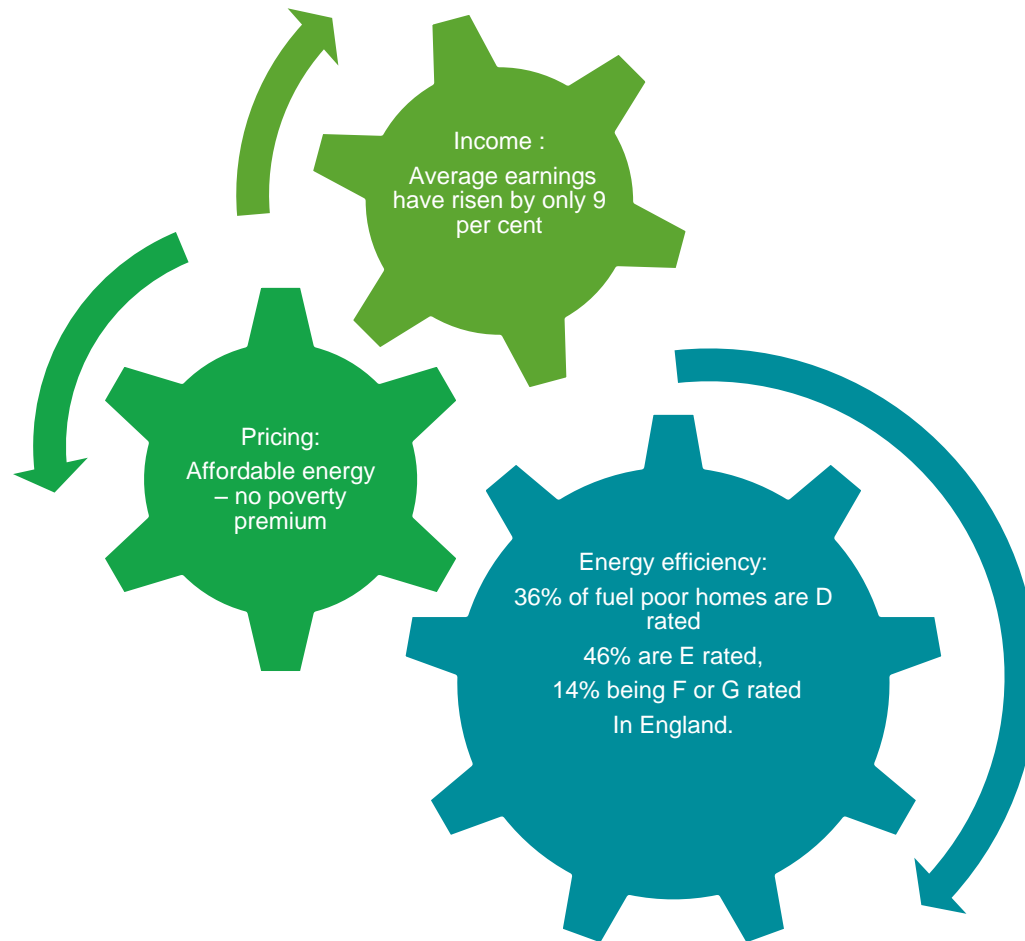 Income :
Average earnings
have risen by only 9
per cent
Pricing:
Affordable energy
– no poverty
premium
Energy efficiency:
36% of fuel poor homes are D
rated
46% are E rated,
14% being F or G rated
In England.